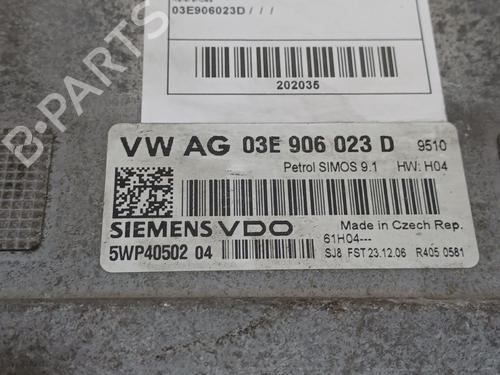 03E906023D / / /
202035
VW AG 03E 906 023 D 9510
Petrol SIMOS 9.1 HW: H04
SIEMENS VDO Made in Czech Rep.
61H04---
5WP40502 04 SJ8 FST 23.12.06 R405 0581
B-PARTS
B-PARTS